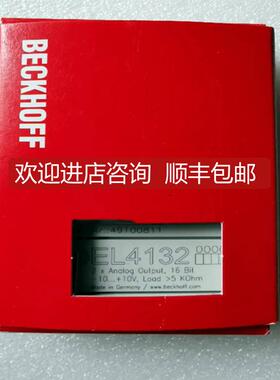 BECKHOFF
欢迎进店咨询 顺丰包邮
49100811
EL4132
2 x Analog Output, 16 Bit
-10...+10V, Load >5 KOhm
Made in Germany / www.beckhoff.com